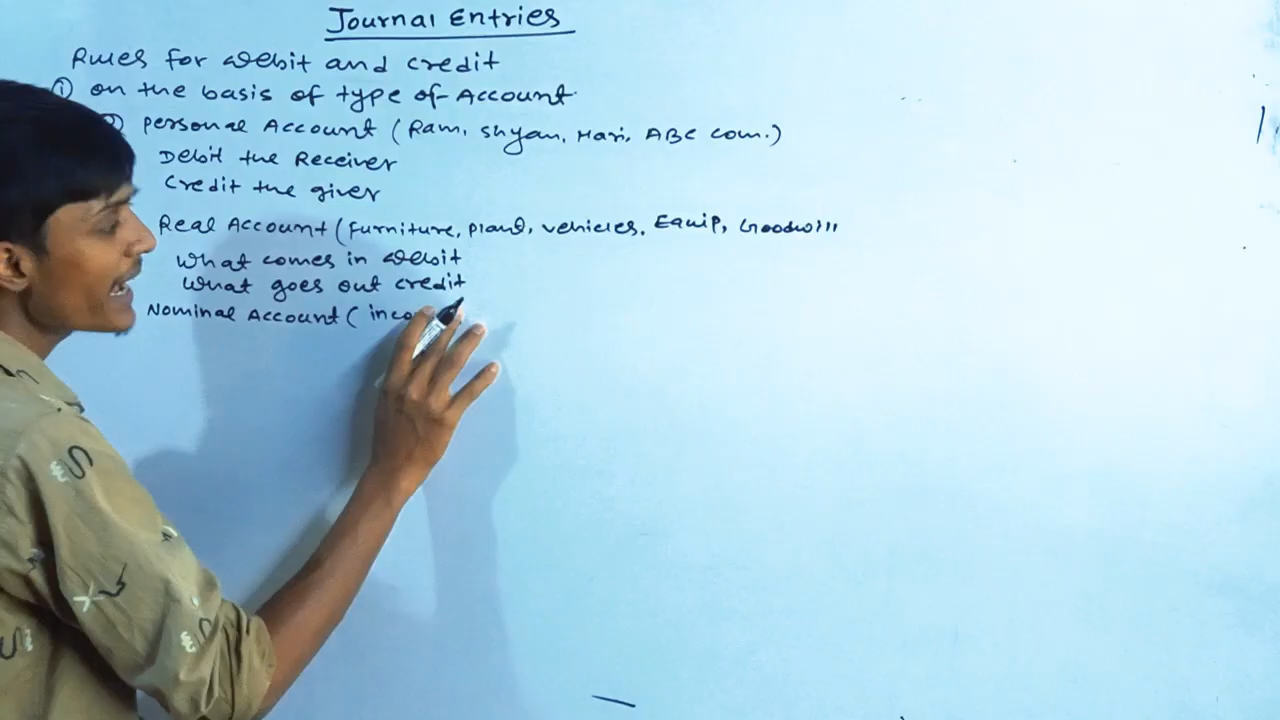 Journal Entries
Rules for Debit and credit
① on the basis of type of Account
Personal Account (Ram, Shyam, Hari, ABC com.)
Debit the Receiver
Credit the giver
Real Account (Furniture, Plant, vehicles, Equip, Goodwill
What comes in Debit
What goes out credit
Nominal Account ( inco